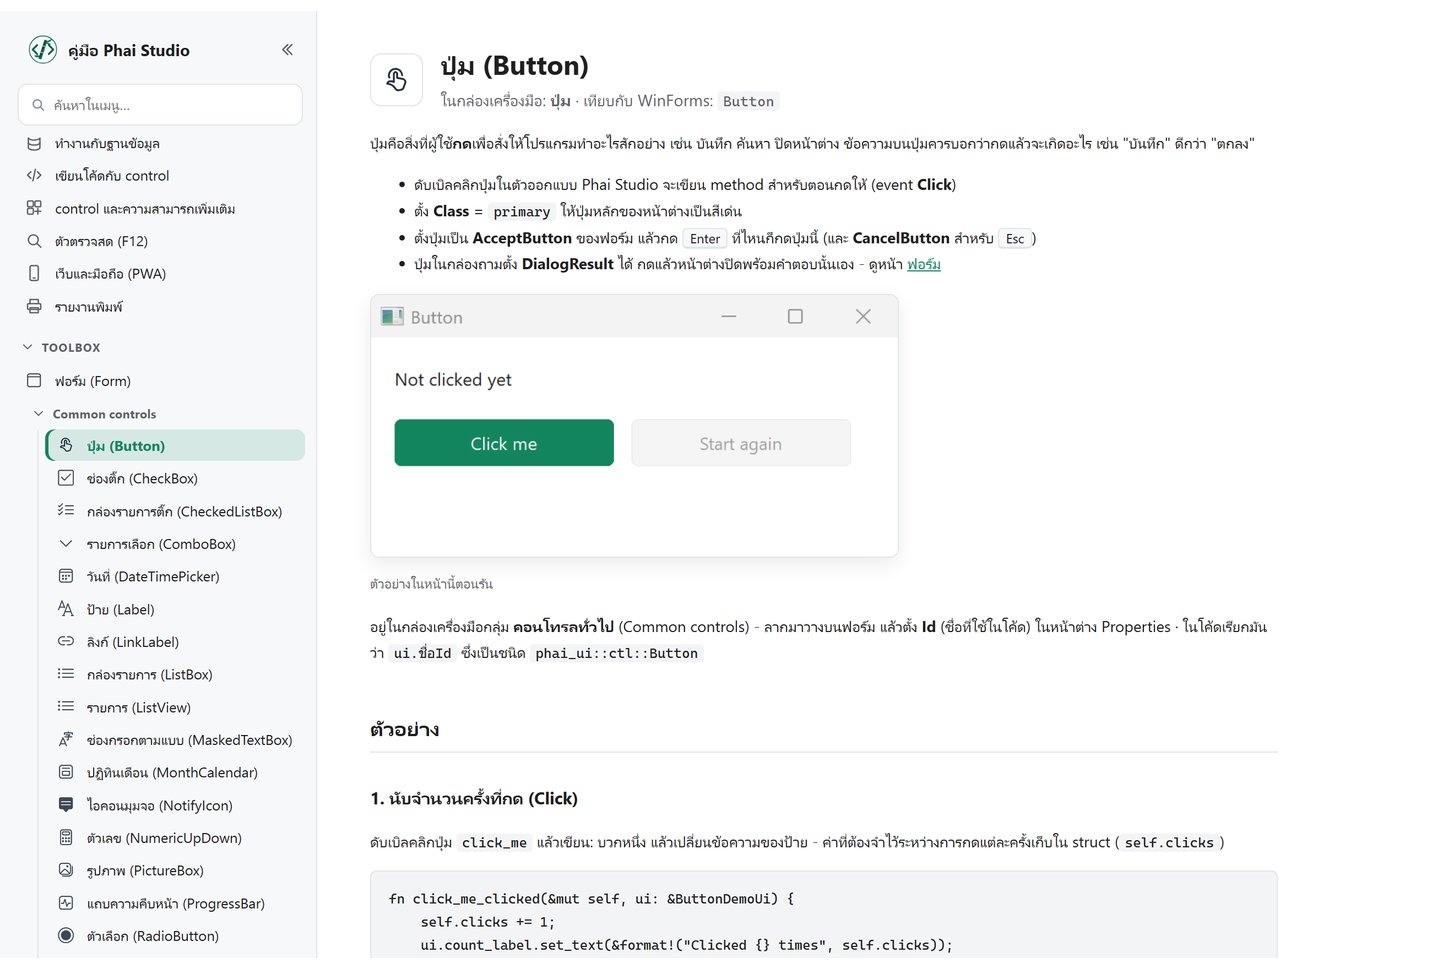 คู่มือ Phai Studio
ค้นหาในเมนู...
ทำงานกับฐานข้อมูล
เขียนโค้ดกับ control
control และความสามารถเพิ่มเติม
ตัวตรวจสด (F12)
เว็บและมือถือ (PWA)
รายงานพิมพ์
TOOLBOX
ฟอร์ม (Form)
Common controls
ปุ่ม (Button)
ช่องติ๊ก (CheckBox)
กล่องรายการติ๊ก (CheckedListBox)
รายการเลือก (ComboBox)
วันที่ (DateTimePicker)
ป้าย (Label)
ลิงก์ (LinkLabel)
กล่องรายการ (ListBox)
รายการ (ListView)
ช่องกรอกตามแบบ (MaskedTextBox)
ปฏิทินเดือน (MonthCalendar)
ไอคอนมุมจอ (NotifyIcon)
ตัวเลข (NumericUpDown)
รูปภาพ (PictureBox)
แถบความคืบหน้า (ProgressBar)
ตัวเลือก (RadioButton)
ปุ่ม (Button)
ในกล่องเครื่องมือ: ปุ่ม · เทียบกับ WinForms: Button
ปุ่มคือสิ่งที่ผู้ใช้กดเพื่อสั่งให้โปรแกรมทำอะไรสักอย่าง เช่น บันทึก ค้นหา ปิดหน้าต่าง ข้อความบนปุ่มควรบอกว่ากดแล้วจะเกิดอะไร เช่น "บันทึก" ดีกว่า "ตกลง"
• ดับเบิลคลิกปุ่มในตัวออกแบบ Phai Studio จะเขียน method สำหรับตอนกดให้ (event Click)
• ตั้ง Class = primary ให้ปุ่มหลักของหน้าต่างเป็นสีเด่น
• ตั้งปุ่มเป็น AcceptButton ของฟอร์ม แล้วกด Enter ที่ไหนก็กดปุ่มนี้ (และ CancelButton สำหรับ Esc)
• ปุ่มในกล่องถามตั้ง DialogResult ได้ กดแล้วหน้าต่างปิดพร้อมคำตอบนั้นเอง - ดูหน้า ฟอร์ม
Button
Not clicked yet
Click me
Start again
ตัวอย่างในหน้านี้ตอนรัน
อยู่ในกล่องเครื่องมือกลุ่ม คอนโทรลทั่วไป (Common controls) - ลากมาวางบนฟอร์ม แล้วตั้ง Id (ชื่อที่ใช้ในโค้ด) ในหน้าต่าง Properties · ในโค้ดเรียกมัน
ว่า ui.ชื่อId ซึ่งเป็นชนิด phai_ui::ctl::Button
ตัวอย่าง
1. นับจำนวนครั้งที่กด (Click)
ดับเบิลคลิกปุ่ม click_me แล้วเขียน: บวกหนึ่ง แล้วเปลี่ยนข้อความของป้าย - ค่าที่ต้องจำไว้ระหว่างการกดแต่ละครั้งเก็บใน struct (self.clicks)
fn click_me_clicked(&mut self, ui: &ButtonDemoUi) {
self.clicks += 1;
ui.count_label.set_text(&format!("Clicked {} times", self.clicks));